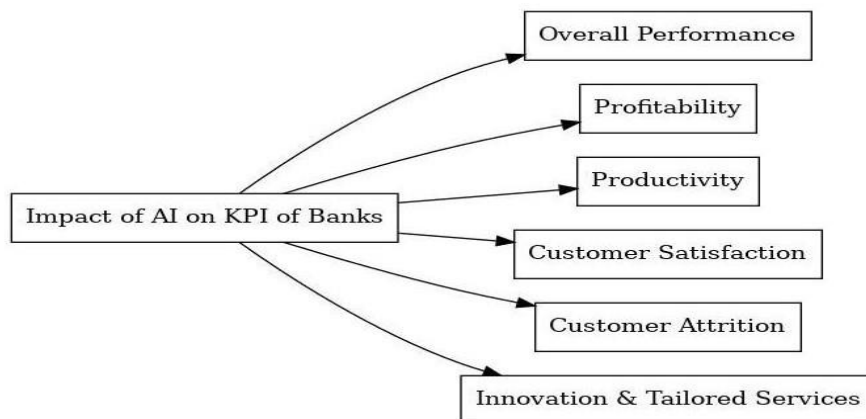 Overall Performance
Profitability
Productivity
Impact of AI on KPI of Banks
Customer Satisfaction
Customer Attrition
Innovation & Tailored Services